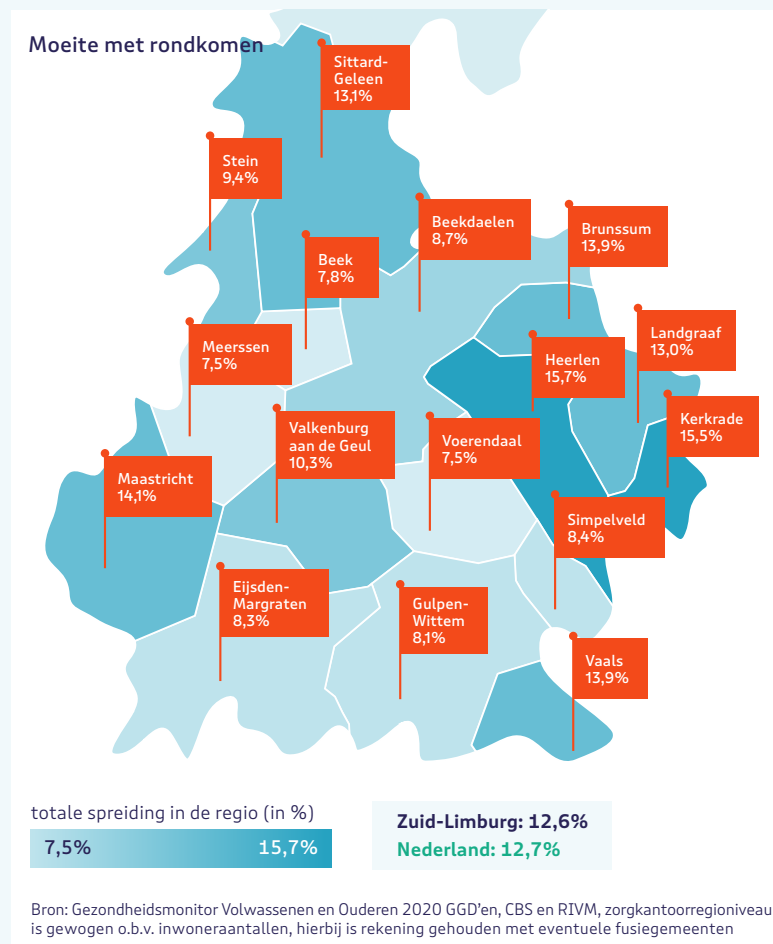 Moeite met rondkomen
Sittard-
Geleen
13,1%
Stein
9,4%
Beekdaelen
8,7%
Brunssum
13,9%
Beek
7,8%
Meerssen
7,5%
Heerlen
15,7%
Landgraaf
13,0%
Kerkrade
15,5%
Valkenburg
aan de Geul
10,3%
Voerendaal
7,5%
Maastricht
14,1%
Simpelveld
8,4%
Eijsden-
Margraten
8,3%
Gulpen-
Wittem
8,1%
Vaals
13,9%
totale spreiding in de regio (in %)
7,5% 15,7%
Zuid-Limburg: 12,6%
Nederland: 12,7%
Bron: Gezondheidsmonitor Volwassenen en Ouderen 2020 GGD'en, CBS en RIVM, zorgkantoorregioniveau
is gewogen o.b.v. inwoneraantallen, hierbij is rekening gehouden met eventuele fusiegemeenten